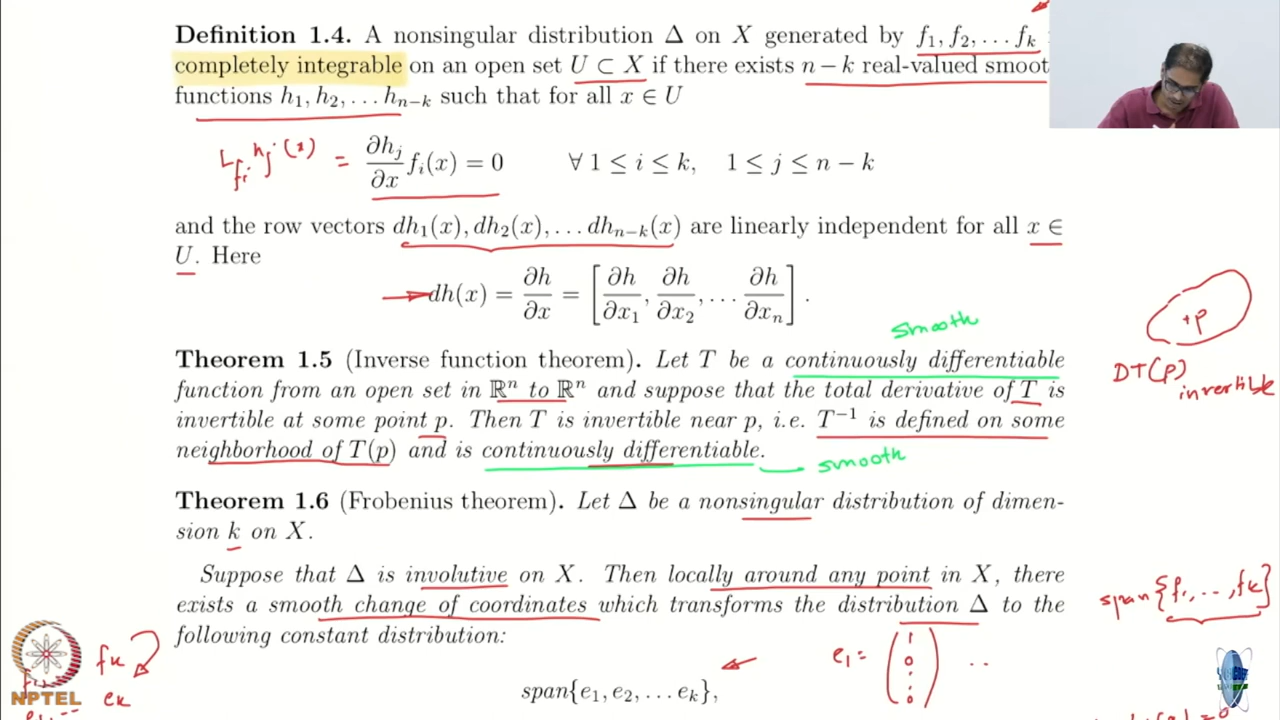 Definition 1.4. A nonsingular distribution Δ on X generated by f₁, f₂, … fₖ
completely integrable on an open set U ⊂ X if there exists n − k real-valued smoot
functions h₁, h₂, … hₙ₋ₖ such that for all x ∈ U
L_{f_i} h_j (x) = ∂hⱼ/∂x fᵢ(x) = 0 ∀ 1 ≤ i ≤ k, 1 ≤ j ≤ n − k
and the row vectors dh₁(x), dh₂(x), … dhₙ₋ₖ(x) are linearly independent for all x ∈
U. Here
dh(x) = ∂h/∂x = [∂h/∂x₁, ∂h/∂x₂, … ∂h/∂xₙ].
smooth
+p
Theorem 1.5 (Inverse function theorem). Let T be a continuously differentiable
DT(p)
invertible
function from an open set in ℝⁿ to ℝⁿ and suppose that the total derivative of T is
invertible at some point p. Then T is invertible near p, i.e. T⁻¹ is defined on some
neighborhood of T(p) and is continuously differentiable.
smooth
Theorem 1.6 (Frobenius theorem). Let Δ be a nonsingular distribution of dimen-
sion k on X.
Suppose that Δ is involutive on X. Then locally around any point in X, there
exists a smooth change of coordinates which transforms the distribution Δ to the
span{f₁, .., fₖ}
following constant distribution:
fₖ
eₖ
e₁ = (1 0 : 0) ..
span{e₁, e₂, … eₖ},
NPTEL